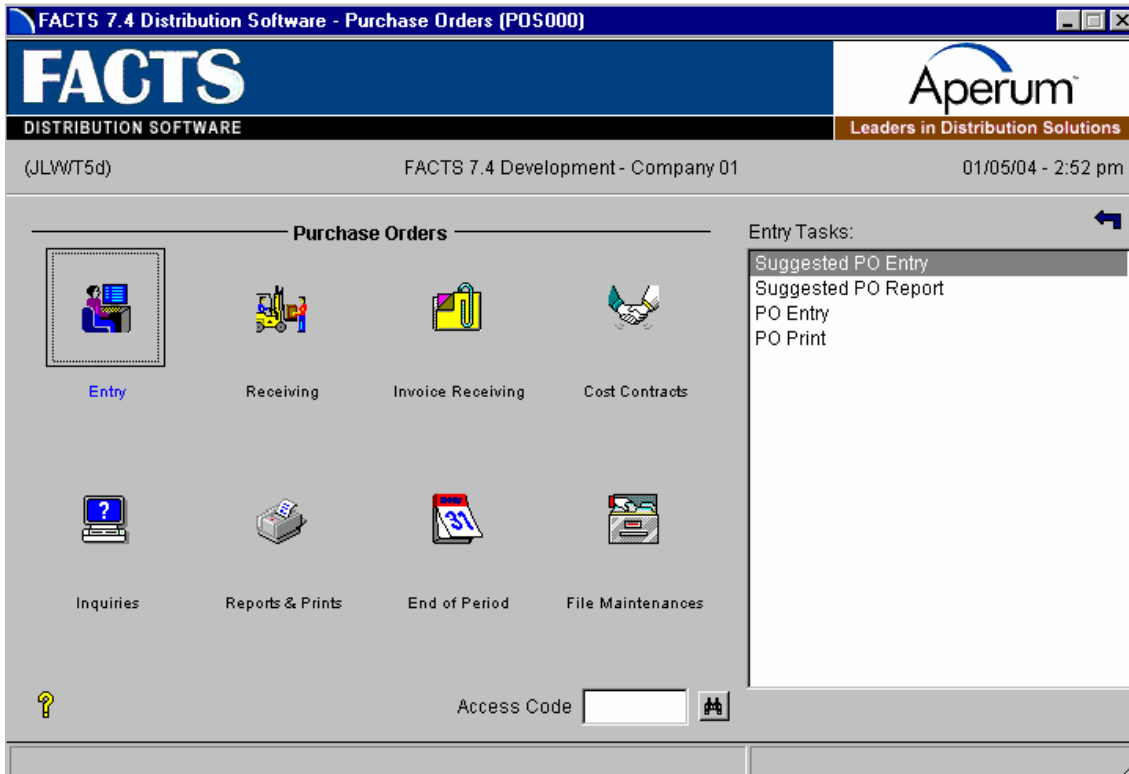 FACTS 7.4 Distribution Software - Purchase Orders (POS000)
FACTS
DISTRIBUTION SOFTWARE
Aperum™
Leaders in Distribution Solutions
(JLW/T5d)
FACTS 7.4 Development - Company 01
01/05/04 - 2:52 pm
Purchase Orders
Entry
Receiving
Invoice Receiving
Cost Contracts
?
31
Inquiries
Reports & Prints
End of Period
File Maintenances
Entry Tasks:
Suggested PO Entry
Suggested PO Report
PO Entry
PO Print
?
Access Code